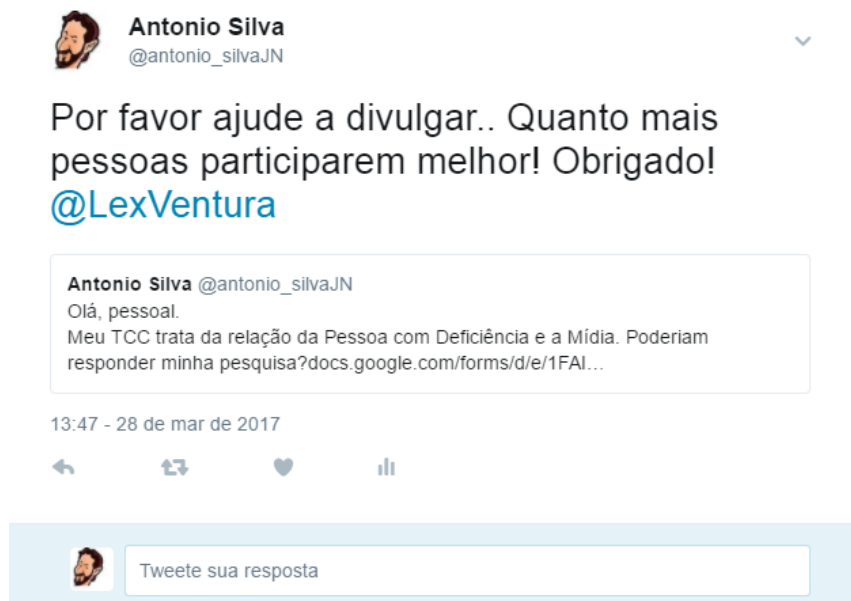 Antonio Silva
@antonio_silvaJN
Por favor ajude a divulgar.. Quanto mais
pessoas participarem melhor! Obrigado!
@LexVentura
Antonio Silva @antonio_silvaJN
Olá, pessoal.
Meu TCC trata da relação da Pessoa com Deficiência e a Mídia. Poderiam
responder minha pesquisa?docs.google.com/forms/d/e/1FAI...
13:47 - 28 de mar de 2017
Tweete sua resposta